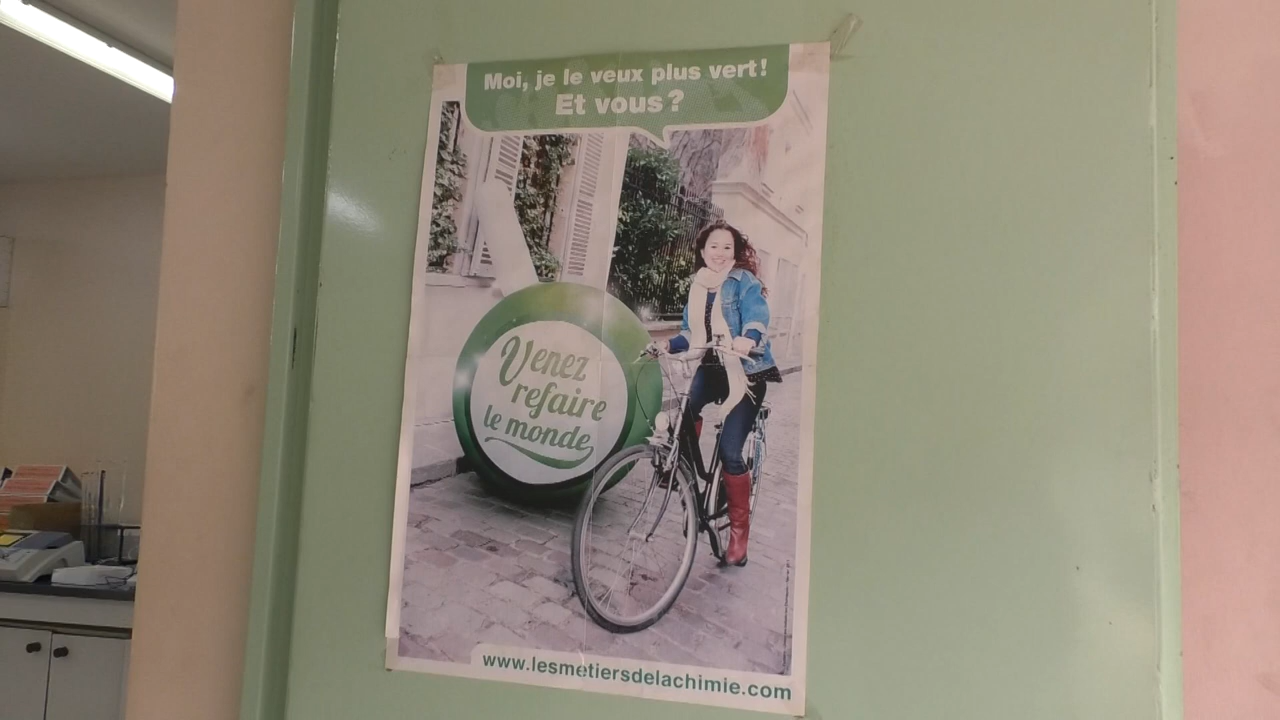 Moi, je le veux plus vert!
Et vous ?
Venez
refaire
le monde
www.lesmetiersdelachimie.com